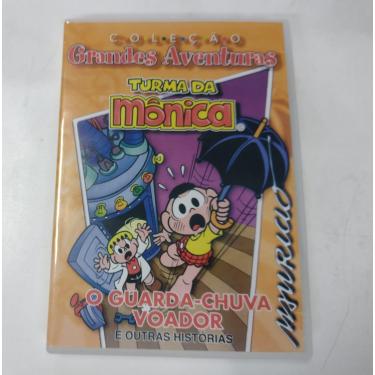 COLEÇÃO
Grandes Aventuras
TURMA DA
Mônica
O GUARDA-CHUVA
VOADOR
E OUTRAS HISTÓRIAS